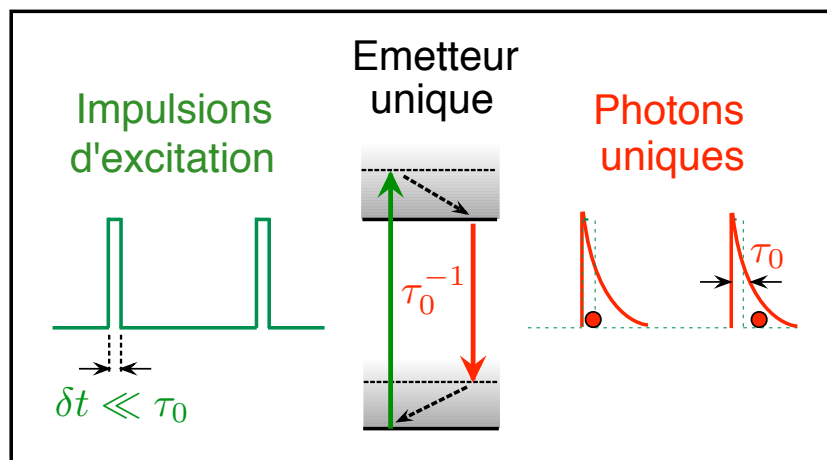 Emetteur
unique
Impulsions
d'excitation
Photons
uniques
τ₀⁻¹
τ₀
δt ≪ τ₀